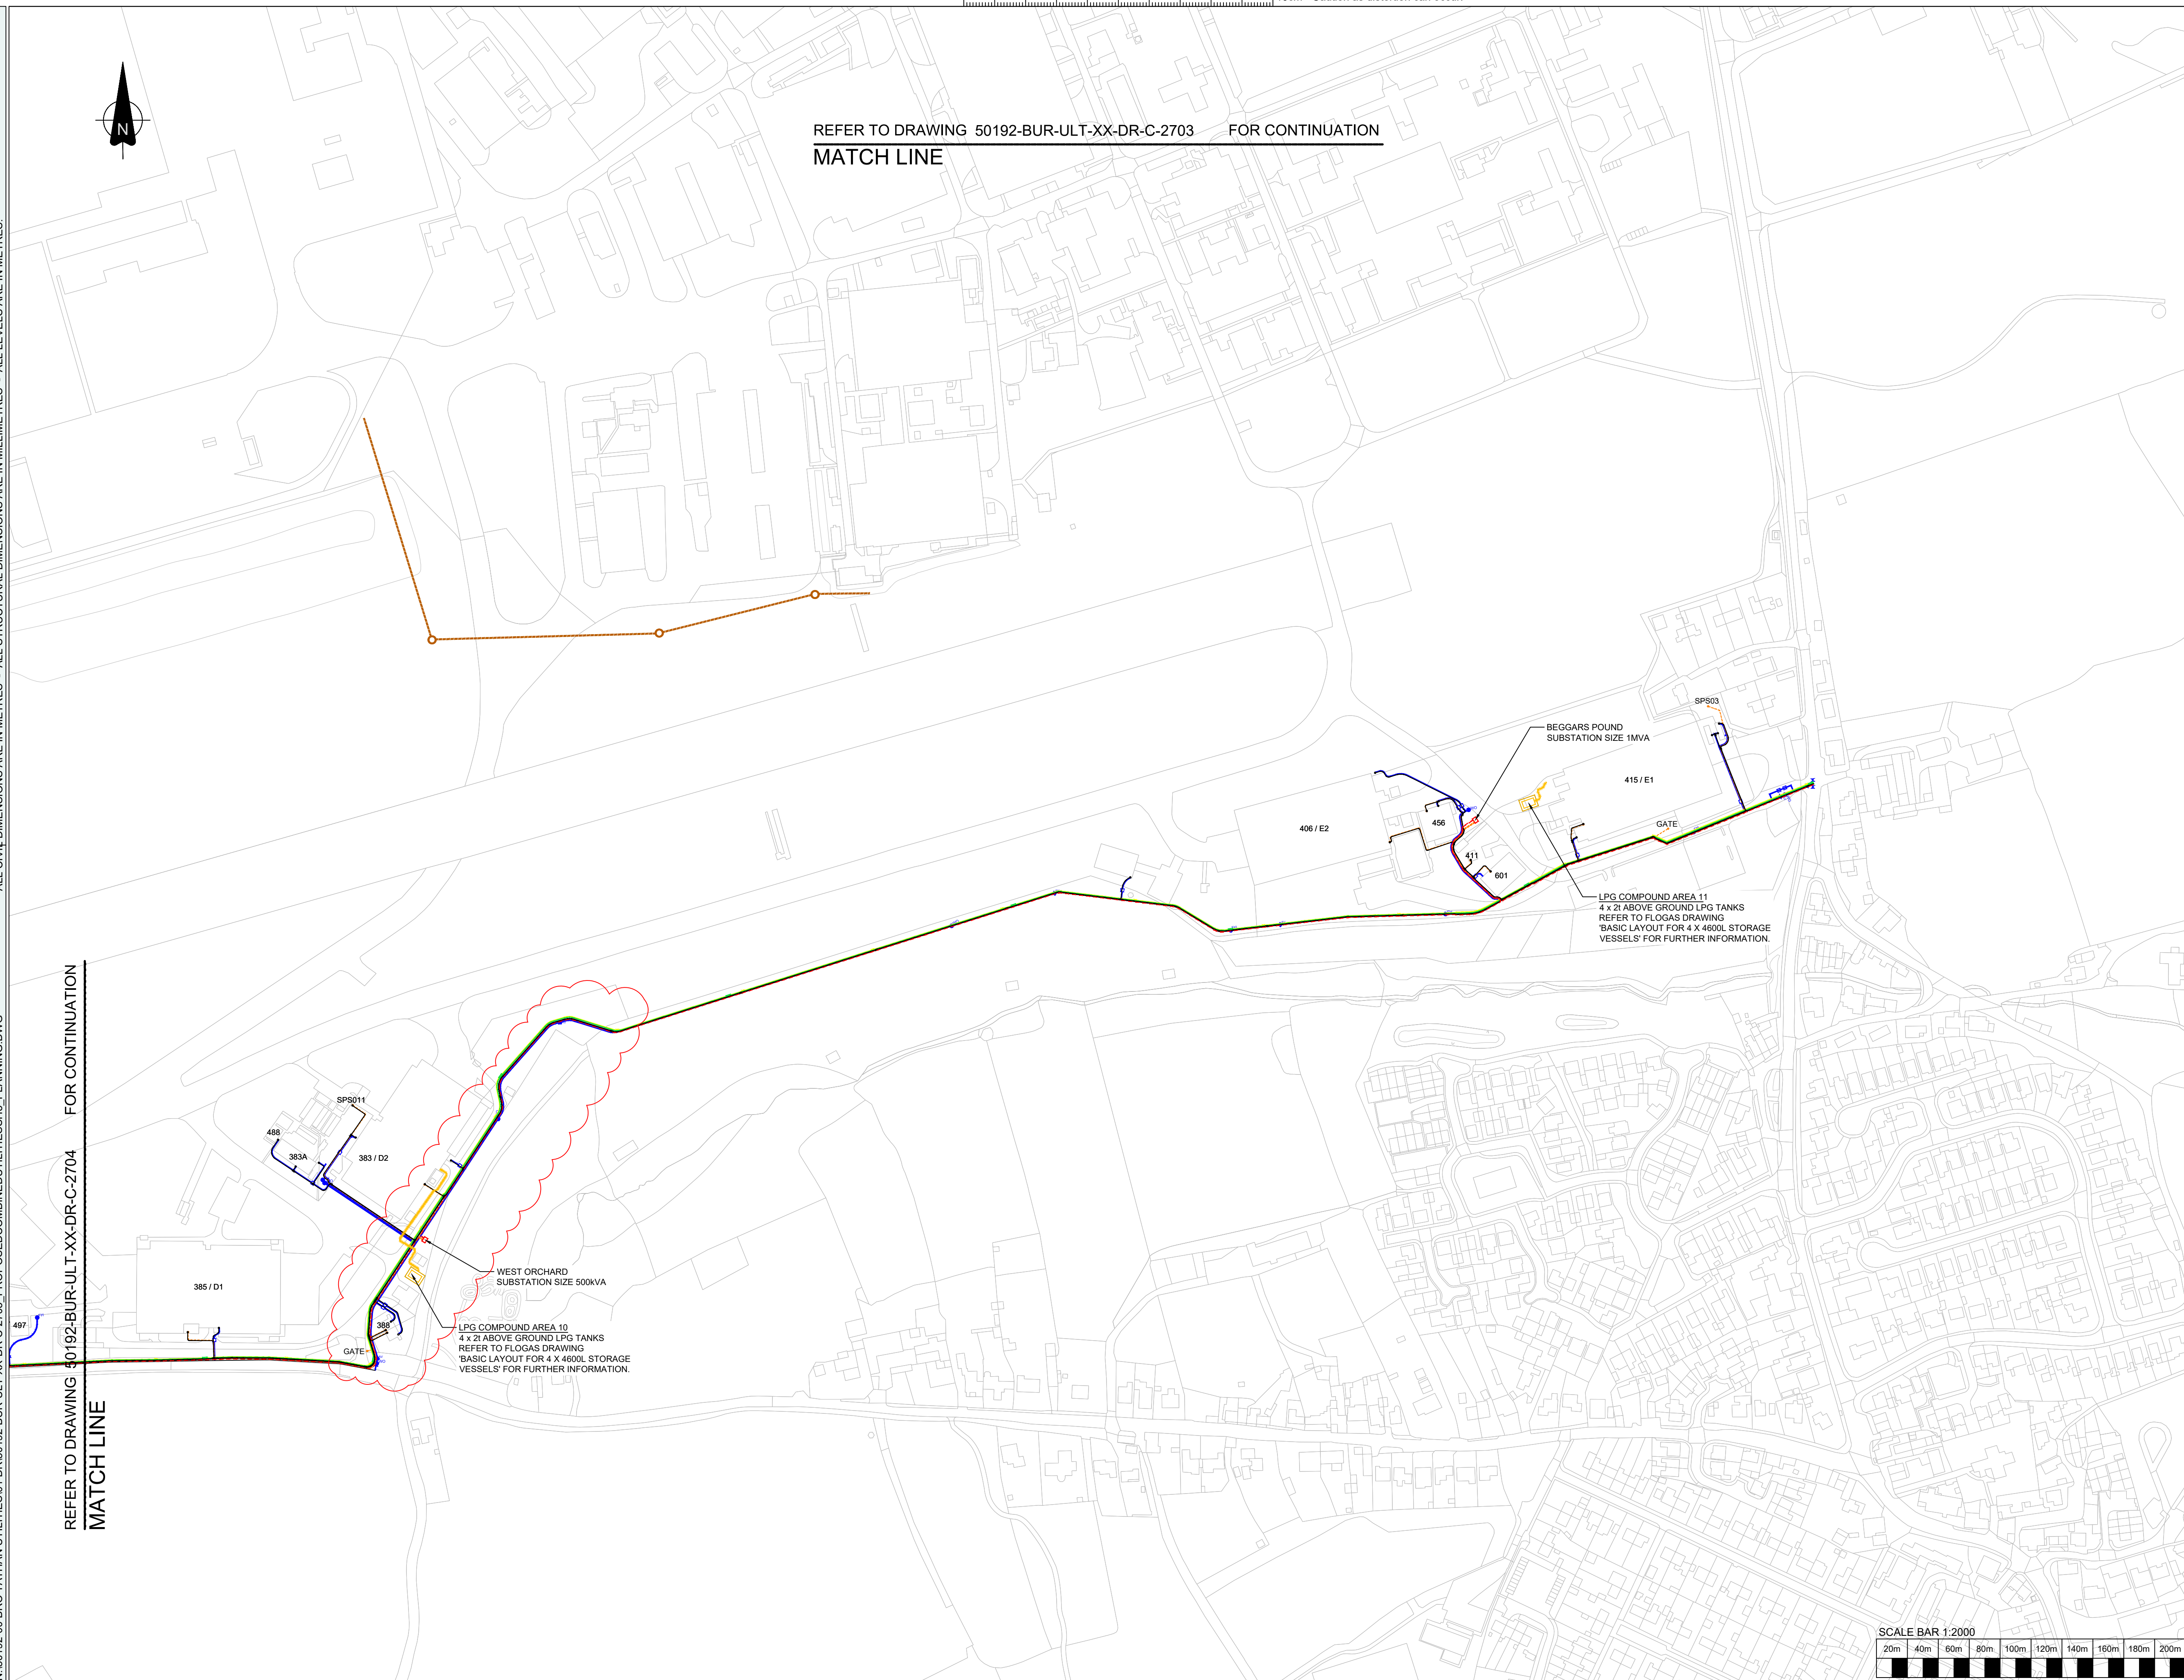 N
REFER TO DRAWING 50192-BUR-ULT-XX-DR-C-2703 FOR CONTINUATION
MATCH LINE
SPS03
BEGGARS POUND
SUBSTATION SIZE 1MVA
415 / E1
GATE
406 / E2
456
411
601
LPG COMPOUND AREA 11
4 x 2t ABOVE GROUND LPG TANKS
REFER TO FLOGAS DRAWING
'BASIC LAYOUT FOR 4 X 4600L STORAGE
VESSELS' FOR FURTHER INFORMATION.
REFER TO DRAWING 50192-BUR-ULT-XX-DR-C-2704 FOR CONTINUATION
MATCH LINE
SPS011
488
383A
383 / D2
385 / D1
497
WEST ORCHARD
SUBSTATION SIZE 500kVA
388
GATE
LPG COMPOUND AREA 10
4 x 2t ABOVE GROUND LPG TANKS
REFER TO FLOGAS DRAWING
'BASIC LAYOUT FOR 4 X 4600L STORAGE
VESSELS' FOR FURTHER INFORMATION.
SCALE BAR 1:2000
20m 40m 60m 80m 100m 120m 140m 160m 180m 200m